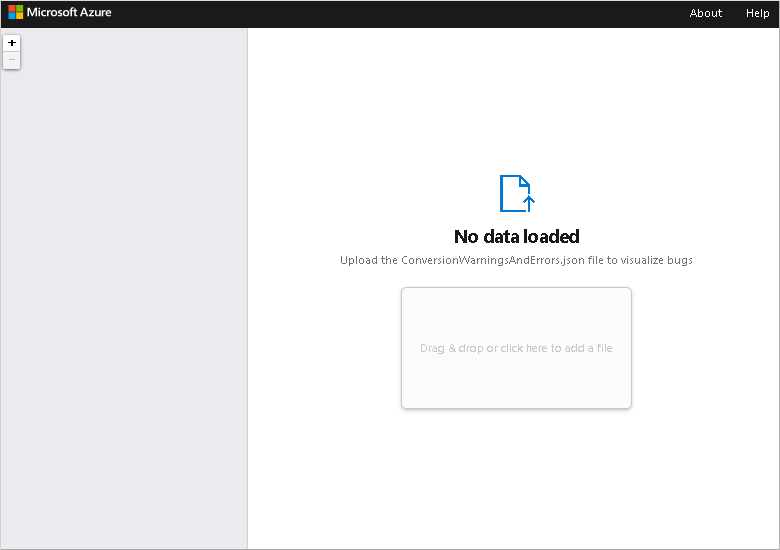 Microsoft Azure
About
Help
+
−
No data loaded
Upload the ConversionWarningsAndErrors.json file to visualize bugs
Drag & drop or click here to add a file